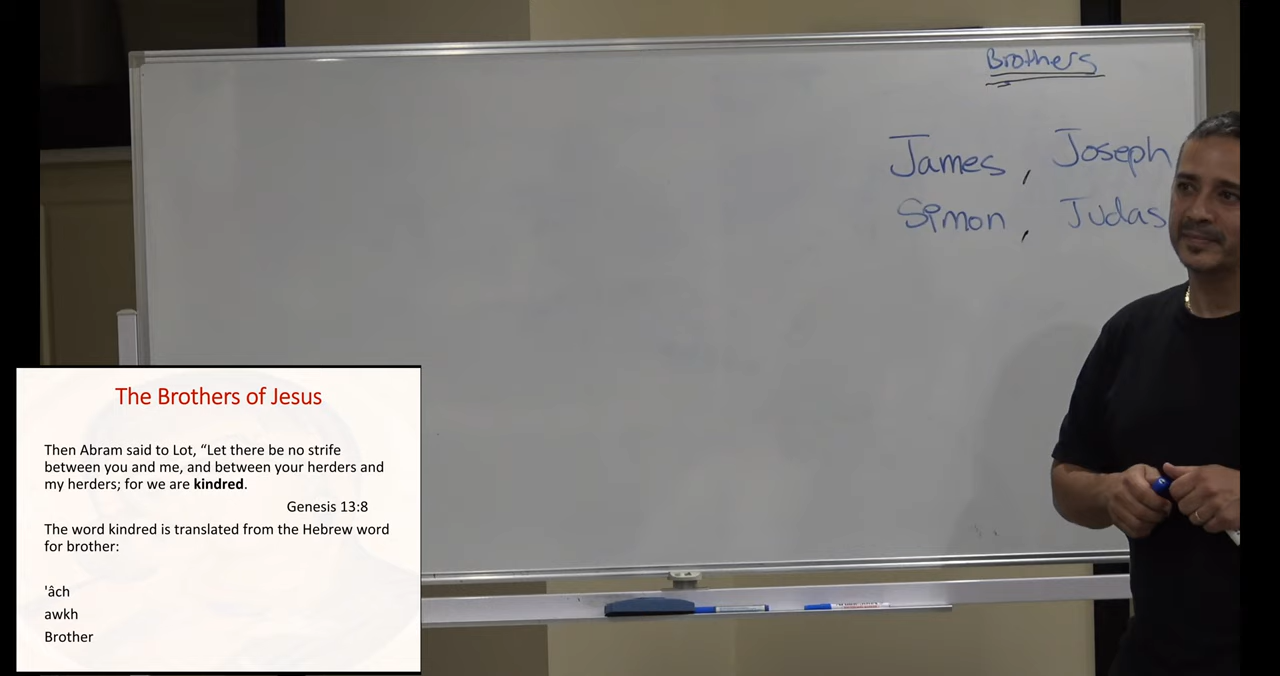 Brothers
James, Joseph
Simon, Judas
The Brothers of Jesus
Then Abram said to Lot, “Let there be no strife
between you and me, and between your herders and
my herders; for we are kindred.
Genesis 13:8
The word kindred is translated from the Hebrew word
for brother:
'âch
awkh
Brother